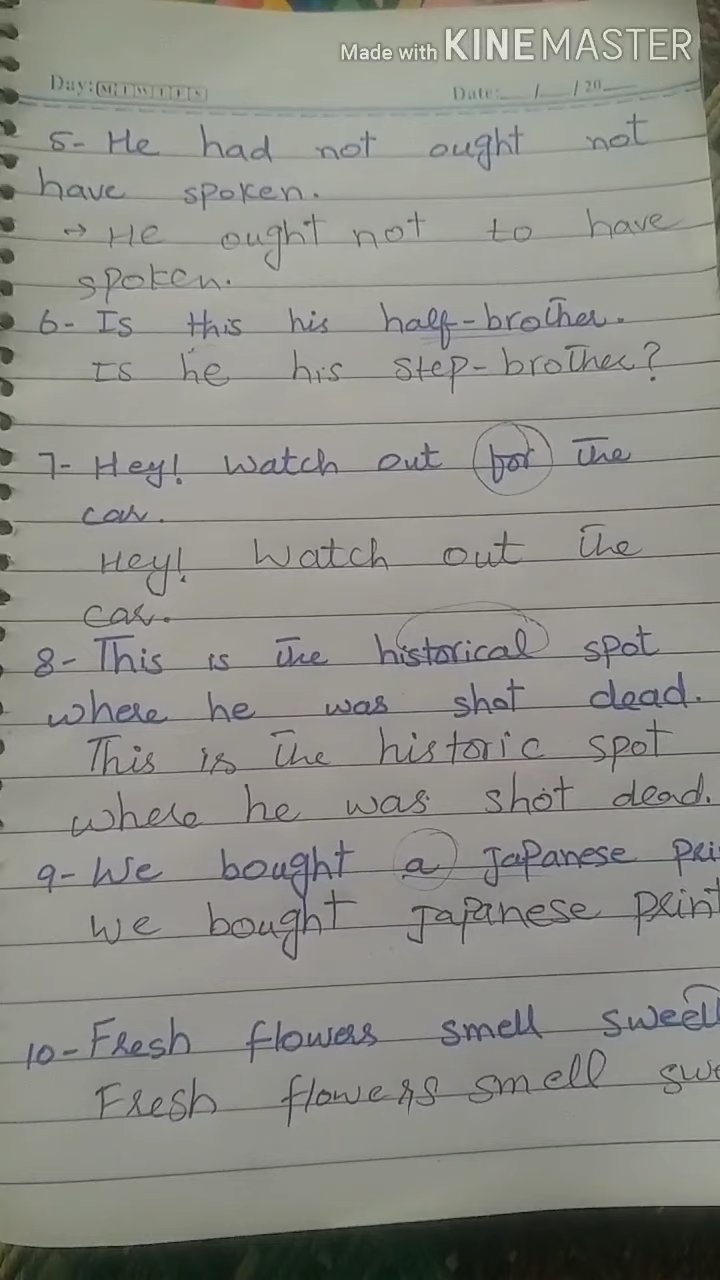 Made with KINEMASTER
Day: M T W T F S
Date: / /20
5- He had not ought not
have spoken.
→ He ought not to have
spoken.
6- Is this his half-brother.
Is he his step-brother?
7- Hey! Watch out for the
car.
Hey! Watch out the
car.
8- This is the historical spot
where he was shot dead.
This is the historic spot
where he was shot dead.
9- We bought a Japanese
We bought Japanese print
10- Fresh flowers smell
Fresh flowers smell